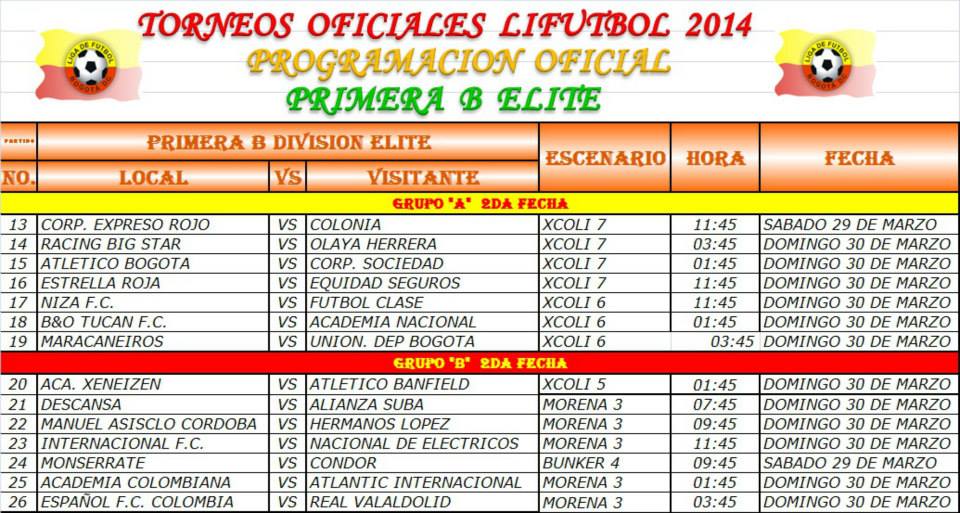 TORNEOS OFICIALES LIFUTBOL 2014
PROGRAMACION OFICIAL
PRIMERA B ELITE
LIGA DE FUTBOL
BOGOTA DC
LIGA DE FUTBOL
BOGOTA DC
PARTIDO PRIMERA B DIVISION ELITE ESCENARIO HORA FECHA
NO. LOCAL VS VISITANTE
GRUPO "A" 2DA FECHA
13 CORP. EXPRESO ROJO VS COLONIA XCOLI 7 11:45 SABADO 29 DE MARZO
14 RACING BIG STAR VS OLAYA HERRERA XCOLI 7 03:45 DOMINGO 30 DE MARZO
15 ATLETICO BOGOTA VS CORP. SOCIEDAD XCOLI 7 01:45 DOMINGO 30 DE MARZO
16 ESTRELLA ROJA VS EQUIDAD SEGUROS XCOLI 7 11:45 DOMINGO 30 DE MARZO
17 NIZA F.C. VS FUTBOL CLASE XCOLI 6 11:45 DOMINGO 30 DE MARZO
18 B&O TUCAN F.C. VS ACADEMIA NACIONAL XCOLI 6 01:45 DOMINGO 30 DE MARZO
19 MARACANEIROS VS UNION. DEP BOGOTA XCOLI 6 03:45 DOMINGO 30 DE MARZO
GRUPO "B" 2DA FECHA
20 ACA. XENEIZEN VS ATLETICO BANFIELD XCOLI 5 01:45 DOMINGO 30 DE MARZO
21 DESCANSA VS ALIANZA SUBA MORENA 3 07:45 DOMINGO 30 DE MARZO
22 MANUEL ASISCLO CORDOBA VS HERMANOS LOPEZ MORENA 3 09:45 DOMINGO 30 DE MARZO
23 INTERNACIONAL F.C. VS NACIONAL DE ELECTRICOS MORENA 3 11:45 DOMINGO 30 DE MARZO
24 MONSERRATE VS CONDOR BUNKER 4 09:45 SABADO 29 DE MARZO
25 ACADEMIA COLOMBIANA VS ATLANTIC INTERNACIONAL MORENA 3 01:45 DOMINGO 30 DE MARZO
26 ESPAÑOL F.C. COLOMBIA VS REAL VALALDOLID MORENA 3 03:45 DOMINGO 30 DE MARZO